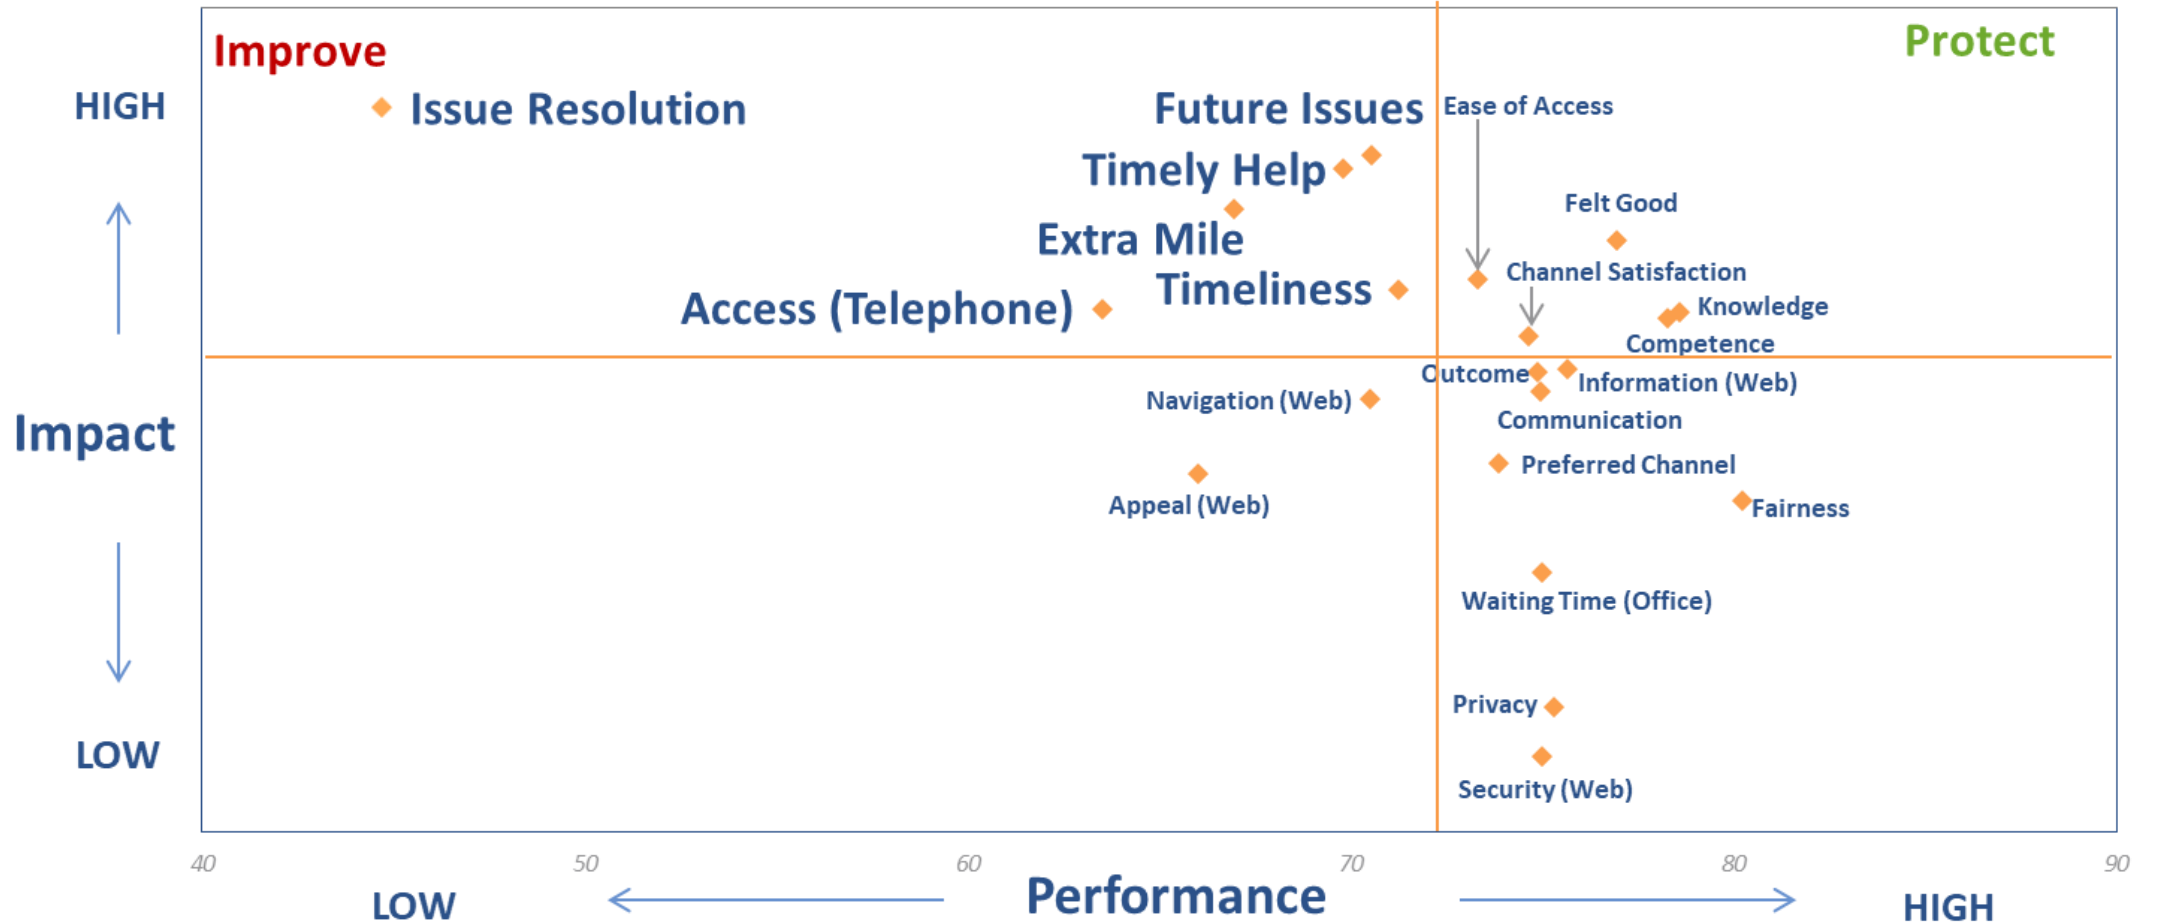 Improve
Protect
HIGH
Issue Resolution
Future Issues
Ease of Access
Timely Help
Felt Good
Extra Mile
Channel Satisfaction
Timeliness
Access (Telephone)
Knowledge
Competence
Outcome
Information (Web)
Navigation (Web)
Communication
Impact
Preferred Channel
Appeal (Web)
Fairness
Waiting Time (Office)
Privacy
LOW
Security (Web)
40
50
60
70
80
90
LOW
Performance
HIGH